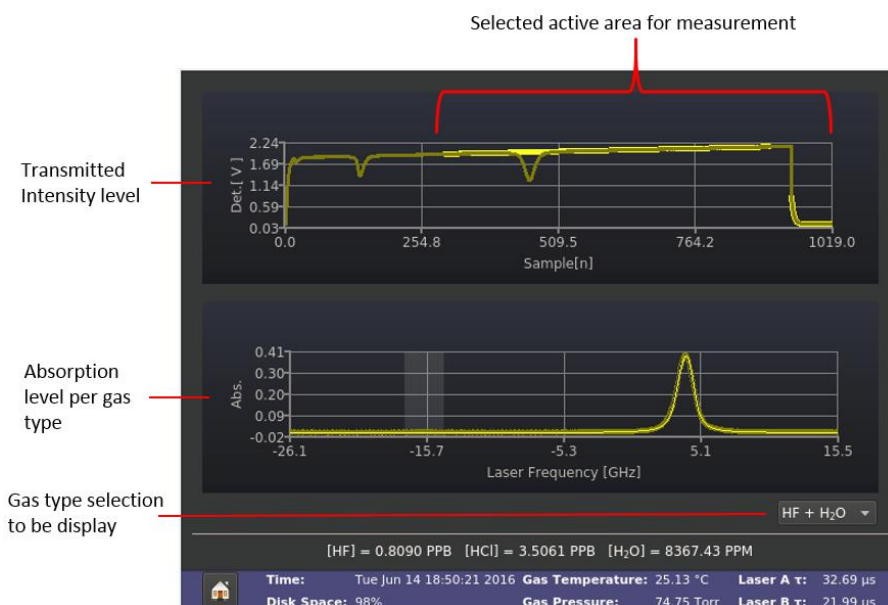 Selected active area for measurement
Transmitted
Intensity level
Det.[ V ]
2.24
1.69
1.14
0.59
0.03
0.0 254.8 509.5 764.2 1019.0
Sample[n]
Absorption
level per gas
type
Abs.
0.41
0.30
0.20
0.09
-0.02
-26.1 -15.7 -5.3 5.1 15.5
Laser Frequency [GHz]
Gas type selection
to be display
HF + H₂O
[HF] = 0.8090 PPB [HCl] = 3.5061 PPB [H₂O] = 8367.43 PPM
Time: Tue Jun 14 18:50:21 2016 Gas Temperature: 25.13 °C Laser A τ: 32.69 µs
Disk Space: 98% Gas Pressure: 74.75 Torr Laser B τ: 21.99 µs